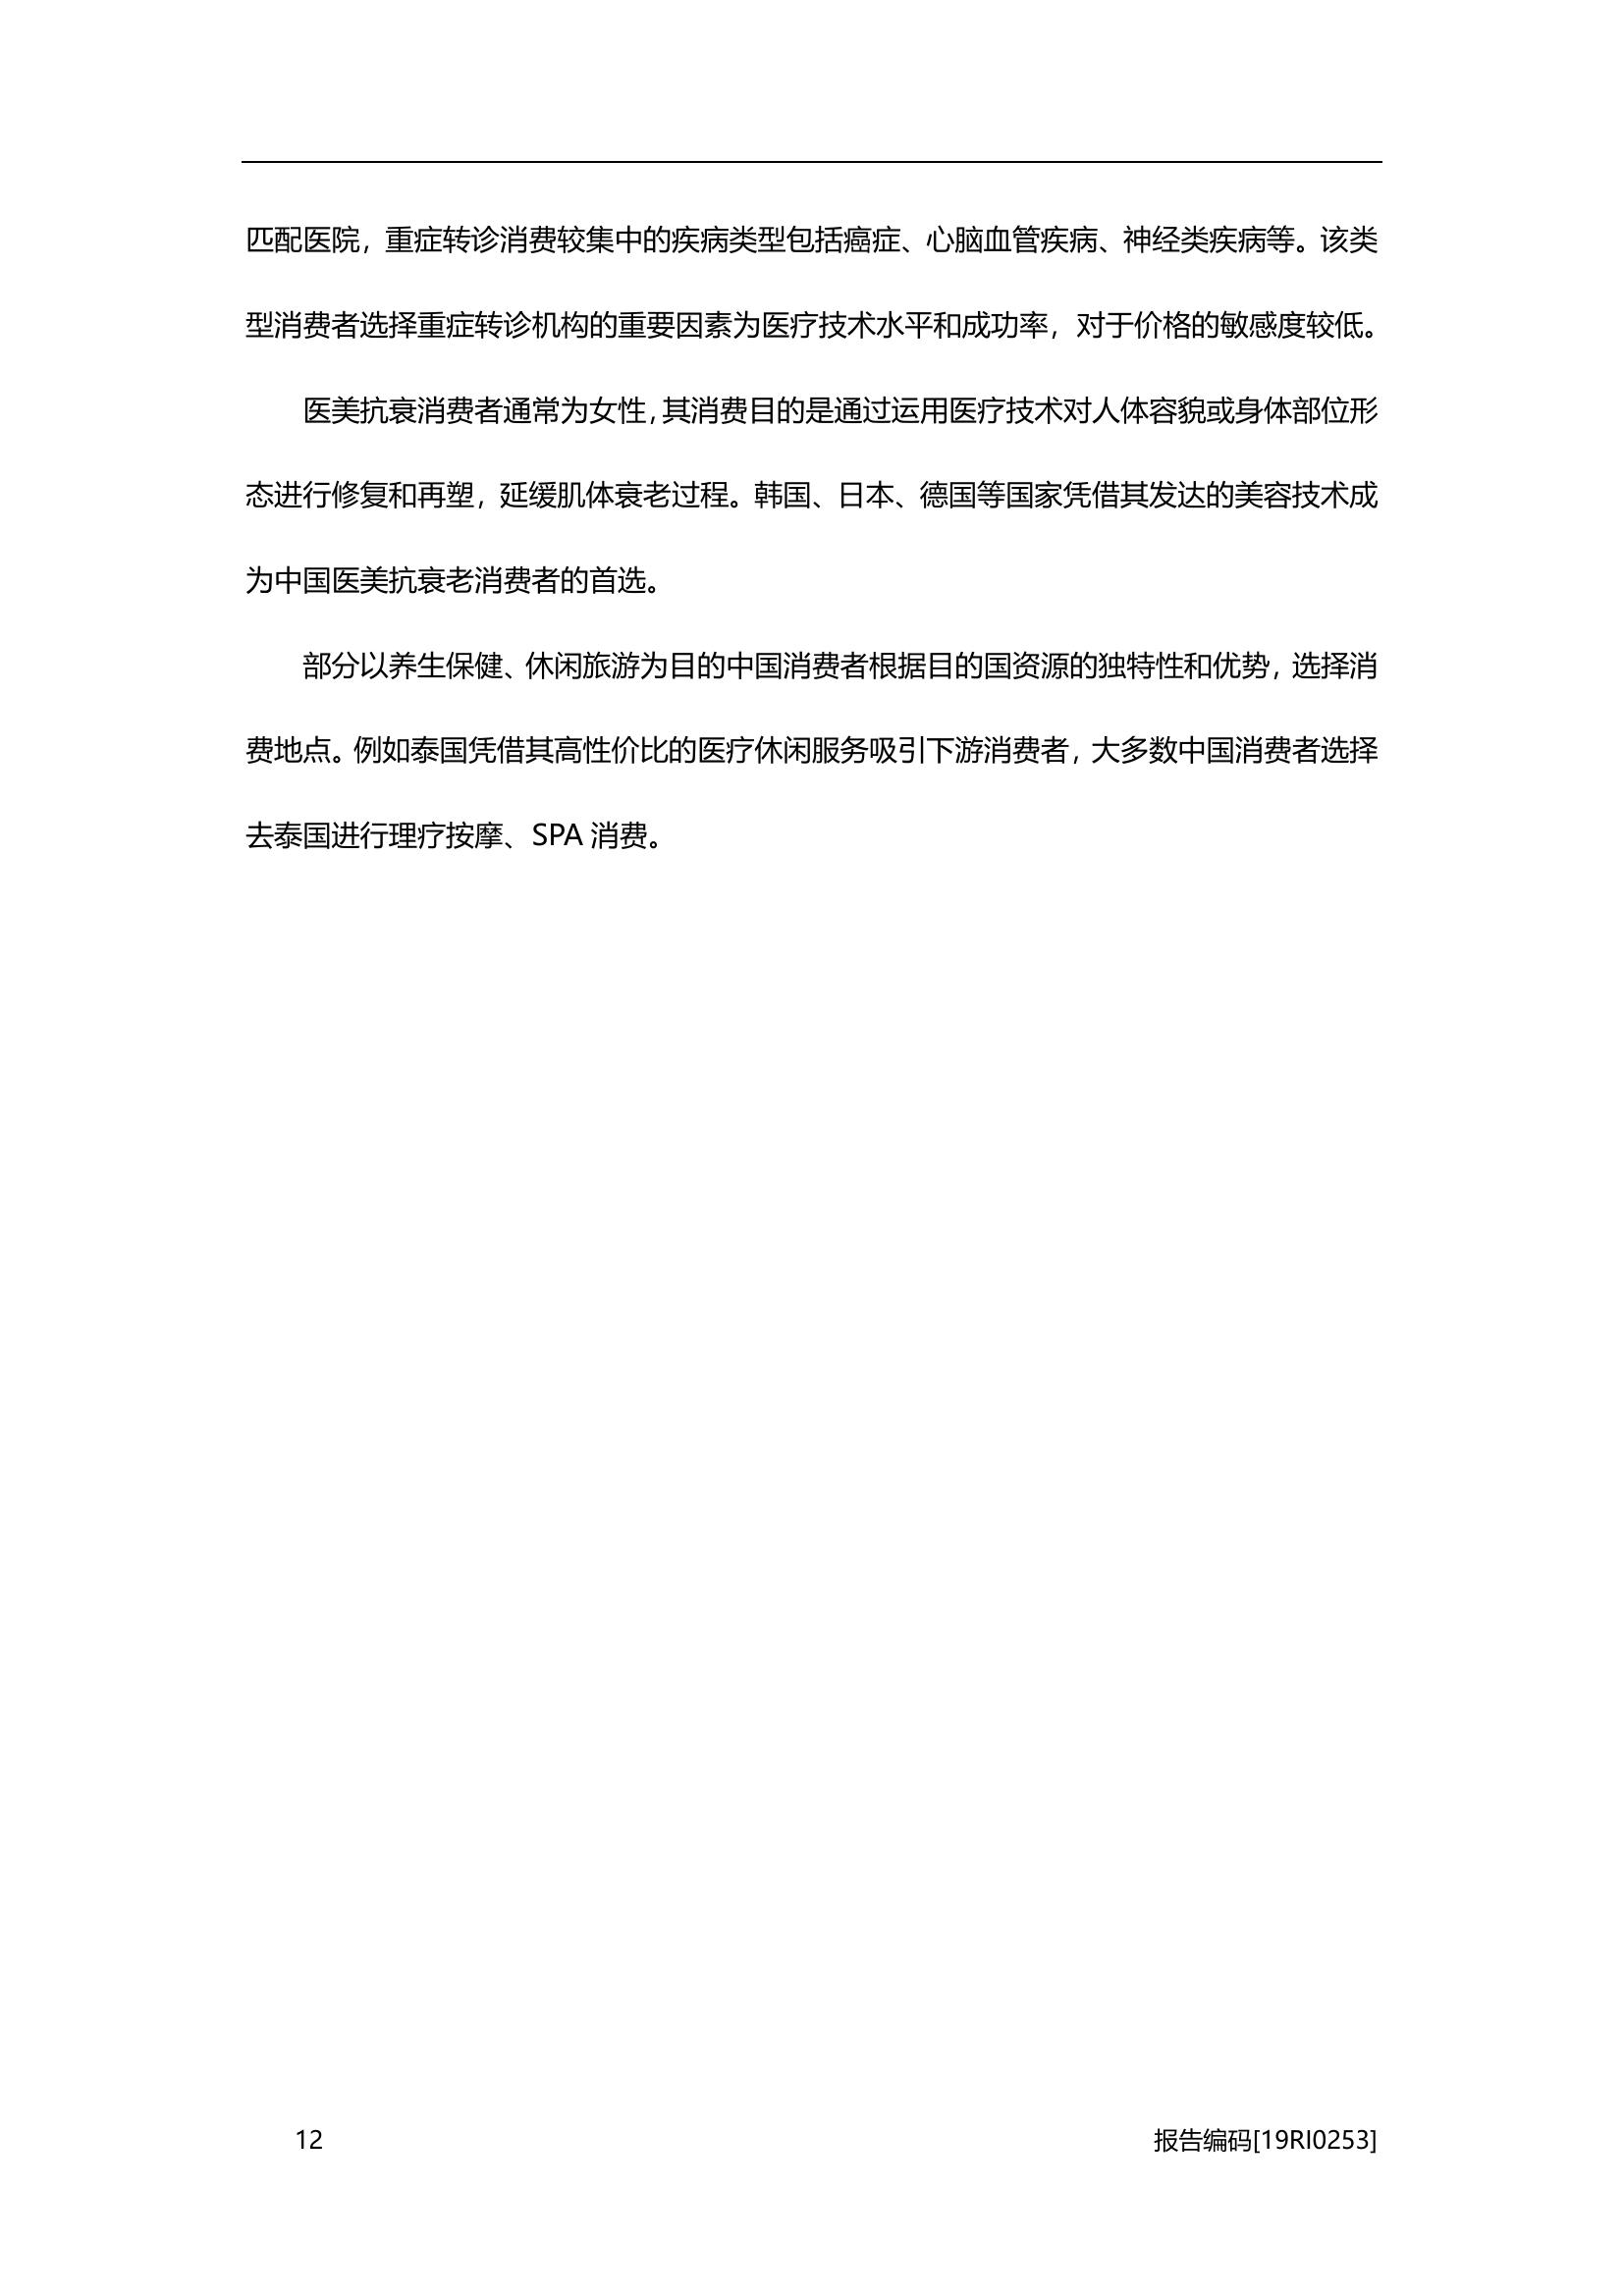 匹配医院，重症转诊消费较集中的疾病类型包括癌症、心脑血管疾病、神经类疾病等。该类
型消费者选择重症转诊机构的重要因素为医疗技术水平和成功率，对于价格的敏感度较低。
医美抗衰消费者通常为女性，其消费目的是通过运用医疗技术对人体容貌或身体部位形
态进行修复和再塑，延缓肌体衰老过程。韩国、日本、德国等国家凭借其发达的美容技术成
为中国医美抗衰老消费者的首选。
部分以养生保健、休闲旅游为目的中国消费者根据目的国资源的独特性和优势，选择消
费地点。例如泰国凭借其高性价比的医疗休闲服务吸引下游消费者，大多数中国消费者选择
去泰国进行理疗按摩、SPA 消费。
12 报告编码[19RI0253]